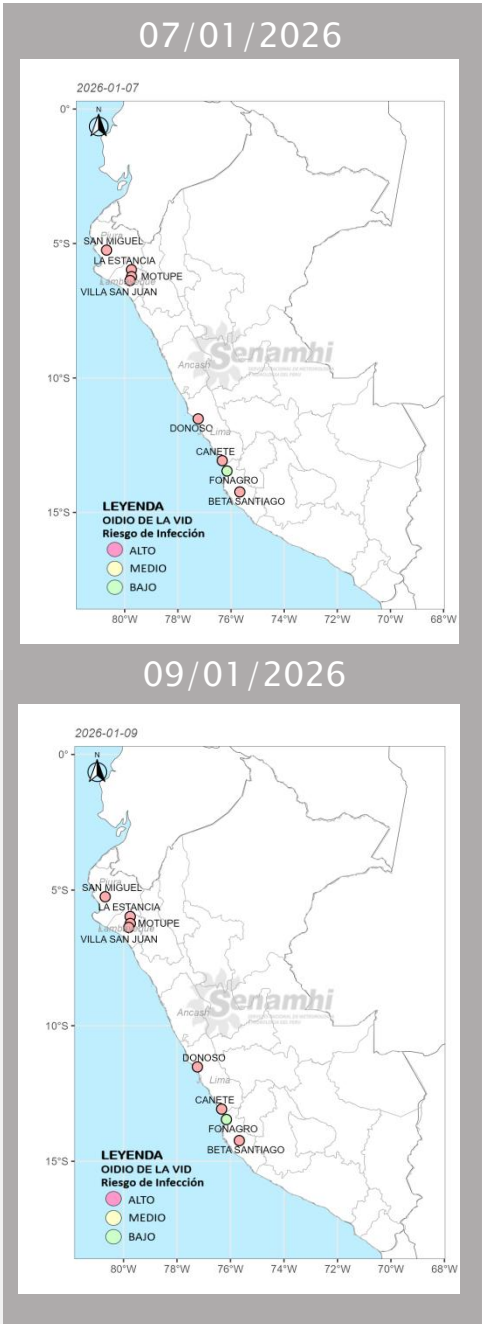 07/01/2026
2026-01-07
N
0°
Piura
SAN MIGUEL
5°S
LA ESTANCIA
MOTUPE
Lambayeque
VILLA SAN JUAN
Senamhi
Ancash
10°S
DONOSO
Lima
CANETE
FONAGRO
BETA SANTIAGO
15°S
LEYENDA
OIDIO DE LA VID
Riesgo de Infección
ALTO
MEDIO
BAJO
80°W 78°W 76°W 74°W 72°W 70°W 68°W
09/01/2026
2026-01-09
N
0°
Piura
SAN MIGUEL
5°S
LA ESTANCIA
MOTUPE
Lambayeque
VILLA SAN JUAN
Senamhi
Ancash
10°S
DONOSO
Lima
CANETE
FONAGRO
BETA SANTIAGO
15°S
LEYENDA
OIDIO DE LA VID
Riesgo de Infección
ALTO
MEDIO
BAJO
80°W 78°W 76°W 74°W 72°W 70°W 68°W